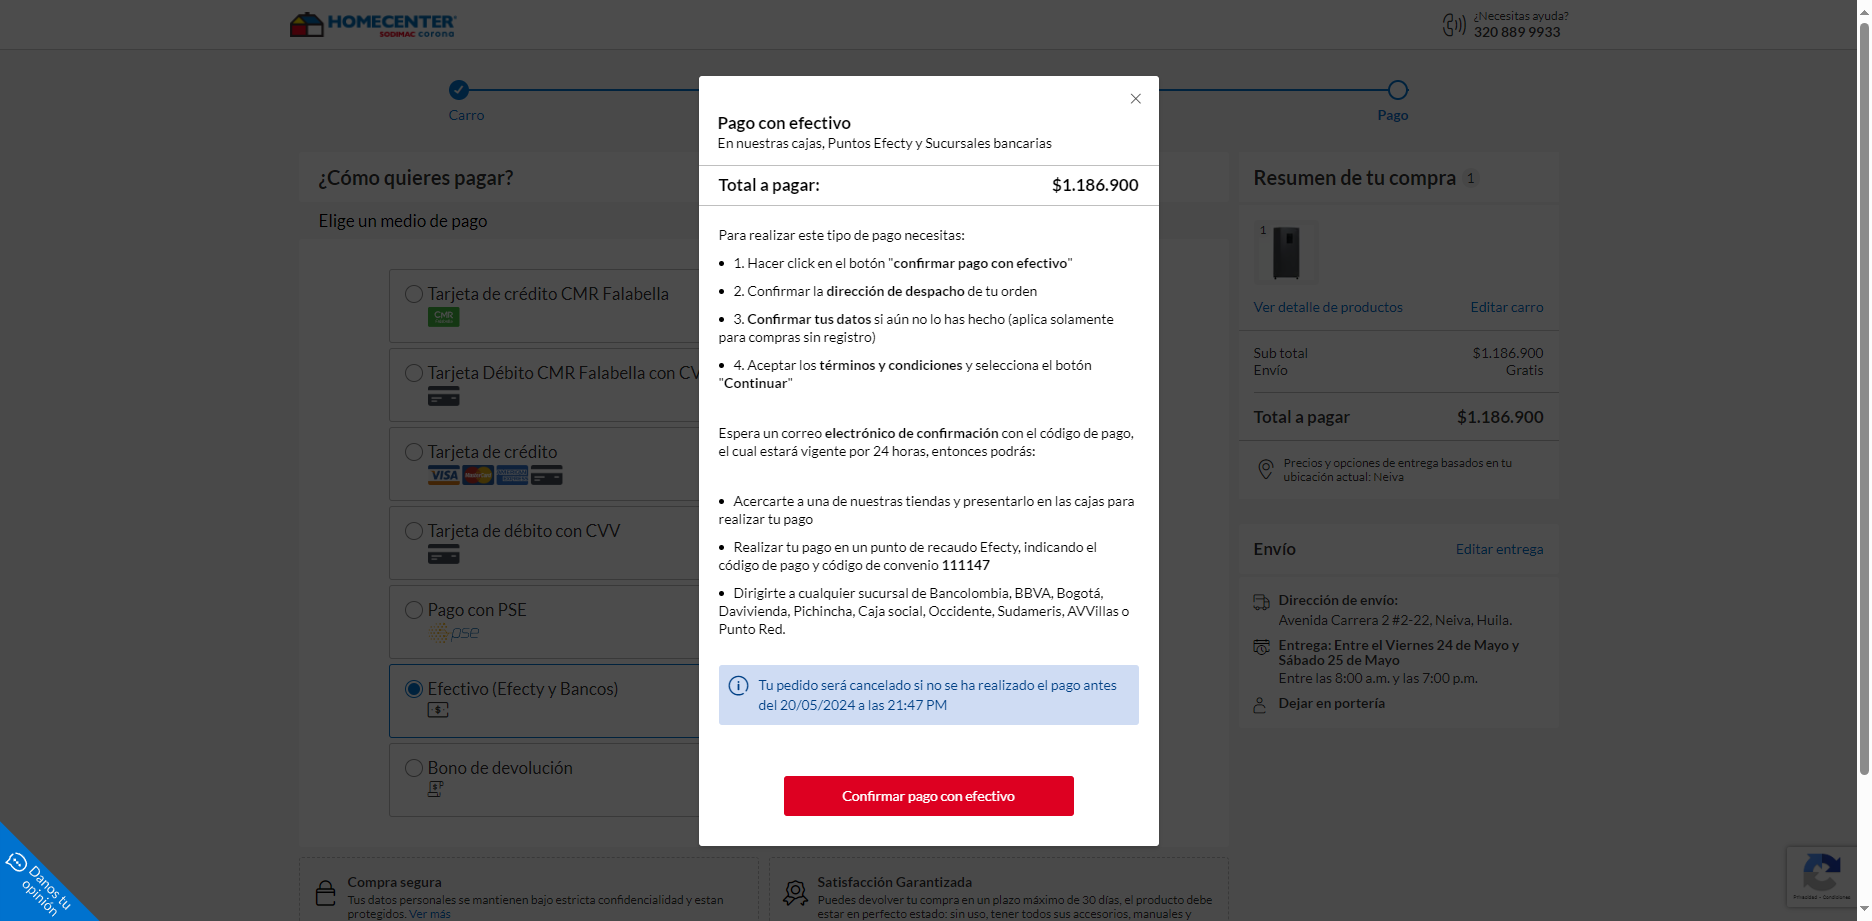 HOMECENTER
SODIMAC corona
¿Necesitas ayuda?
320 889 9933
Carro
Pago
¿Cómo quieres pagar?
Elige un medio de pago
Tarjeta de crédito CMR Falabella
CMR
Tarjeta Débito CMR Falabella con CV
Tarjeta de crédito
VISA
Tarjeta de débito con CVV
Pago con PSE
pse
Efectivo (Efecty y Bancos)
Bono de devolución
Pago con efectivo
En nuestras cajas, Puntos Efecty y Sucursales bancarias
Total a pagar: $1.186.900
Para realizar este tipo de pago necesitas:
• 1. Hacer click en el botón "confirmar pago con efectivo"
• 2. Confirmar la dirección de despacho de tu orden
• 3. Confirmar tus datos si aún no lo has hecho (aplica solamente
para compras sin registro)
• 4. Aceptar los términos y condiciones y selecciona el botón
"Continuar"
Espera un correo electrónico de confirmación con el código de pago,
el cual estará vigente por 24 horas, entonces podrás:
• Acercarte a una de nuestras tiendas y presentarlo en las cajas para
realizar tu pago
• Realizar tu pago en un punto de recaudo Efecty, indicando el
código de pago y código de convenio 111147
• Dirigirte a cualquier sucursal de Bancolombia, BBVA, Bogotá,
Davivienda, Pichincha, Caja social, Occidente, Sudameris, AVVillas o
Punto Red.
Tu pedido será cancelado si no se ha realizado el pago antes
del 20/05/2024 a las 21:47 PM
Confirmar pago con efectivo
Resumen de tu compra 1
1
Ver detalle de productos Editar carro
Sub total $1.186.900
Envío Gratis
Total a pagar $1.186.900
Precios y opciones de entrega basados en tu
ubicación actual: Neiva
Envío Editar entrega
Dirección de envío:
Avenida Carrera 2 #2-22, Neiva, Huila.
Entrega: Entre el Viernes 24 de Mayo y
Sábado 25 de Mayo
Entre las 8:00 a.m. y las 7:00 p.m.
Dejar en portería
Compra segura
Tus datos personales se mantienen bajo estricta confidencialidad y estan
protegidos. Ver más
Satisfacción Garantizada
Puedes devolver tu compra en un plazo máximo de 30 días, el producto debe
estar en perfecto estado: sin uso, tener todos sus accesorios, manuales y
Danos tu
opinión
Privacidad - Condiciones